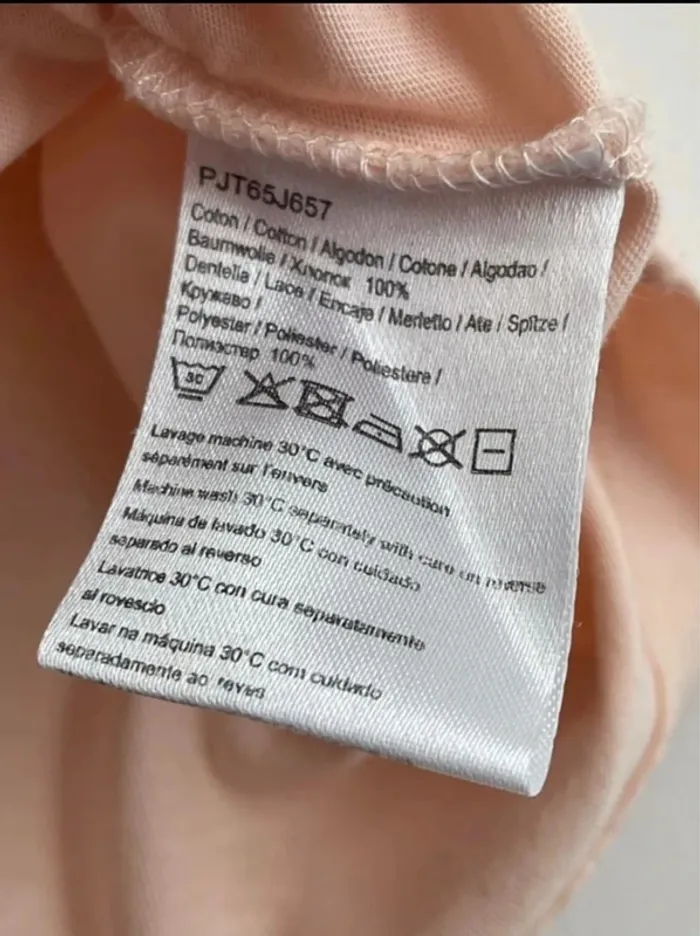 PJT65J657
Coton / Cotton / Algodon / Cotone / Algodao /
Baumwolle / Хлопок 100%
Dentelle / Lace / Encaje / Merletto / Ate / Spitze /
Кружево /
Polyester / Poliester / Poliestere /
Полиэстер 100%
30
Lavage machine 30°C avec précaution
séparément sur l'envers
Machine wash 30°C separately with care on reverse
Máquina de lavado 30°C con cuidado
separado al reverso
Lavatrice 30°C con cura separatamente
al rovescio
Lavar na máquina 30°C com cuidado
separadamente ao reves